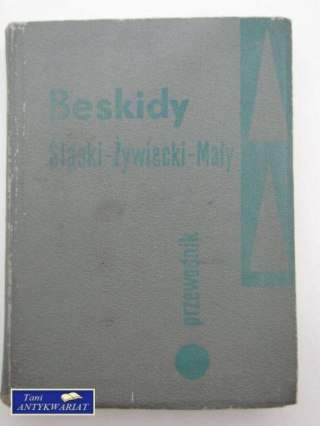 Beskidy
Śląski-Żywiecki-Mały
przewodnik
Tani
ANTYKWARIAT